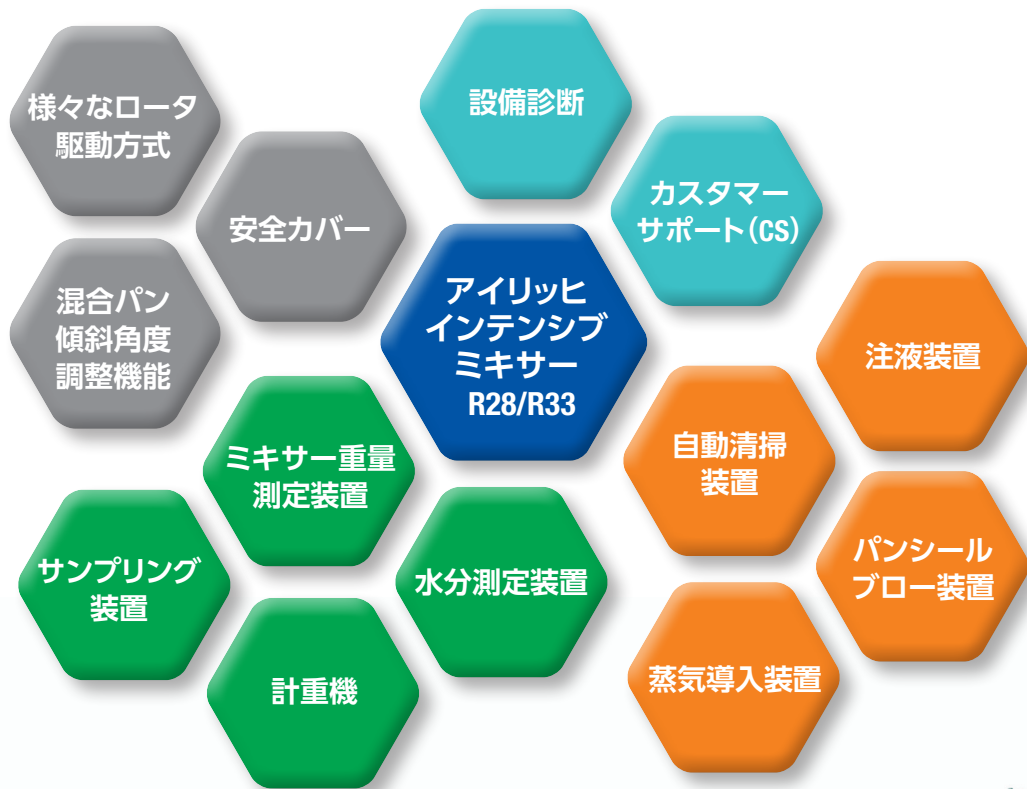 様々なロータ
駆動方式
安全カバー
混合パン
傾斜角度
調整機能
設備診断
カスタマー
サポート(CS)
アイリッヒ
インテンシブ
ミキサー
R28/R33
注液装置
自動清掃
装置
パンシール
ブロー装置
蒸気導入装置
ミキサー重量
測定装置
サンプリング
装置
水分測定装置
計重機